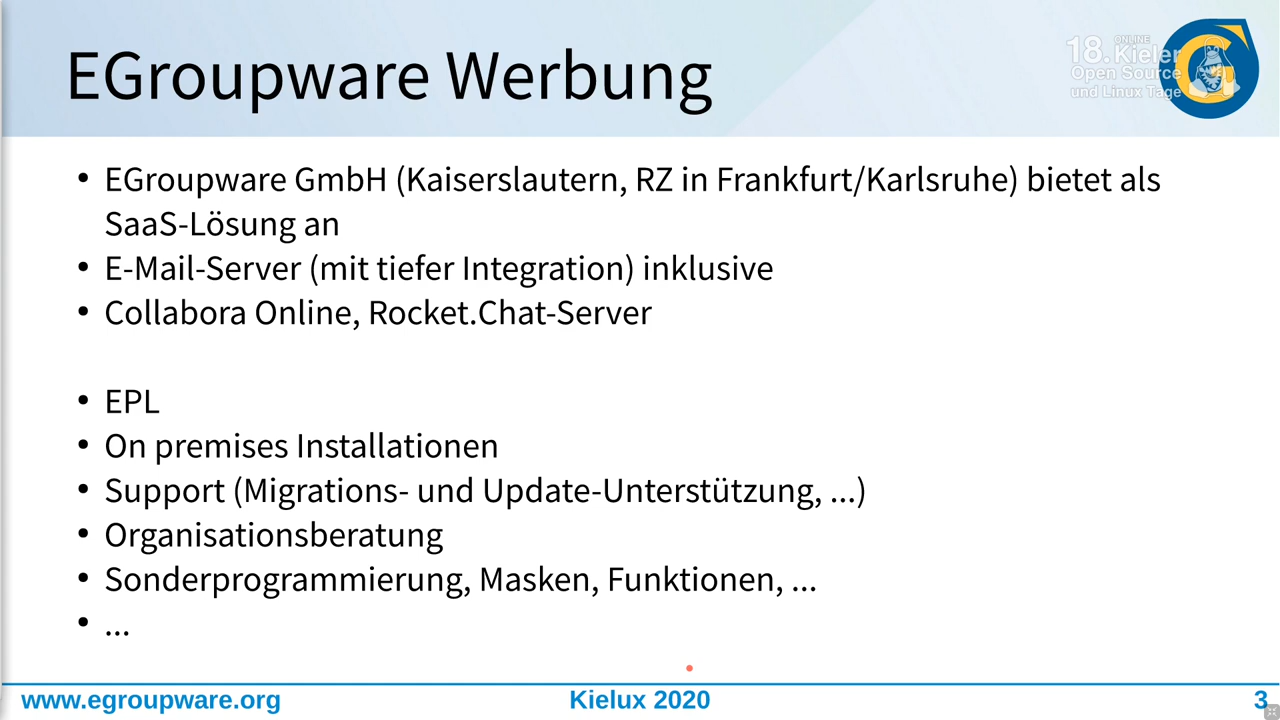 EGroupware Werbung
ONLINE
18. Kieler
Open Source
und Linux Tage
• EGroupware GmbH (Kaiserslautern, RZ in Frankfurt/Karlsruhe) bietet als
SaaS-Lösung an
• E-Mail-Server (mit tiefer Integration) inklusive
• Collabora Online, Rocket.Chat-Server
• EPL
• On premises Installationen
• Support (Migrations- und Update-Unterstützung, ...)
• Organisationsberatung
• Sonderprogrammierung, Masken, Funktionen, ...
• ...
www.egroupware.org
Kielux 2020
3